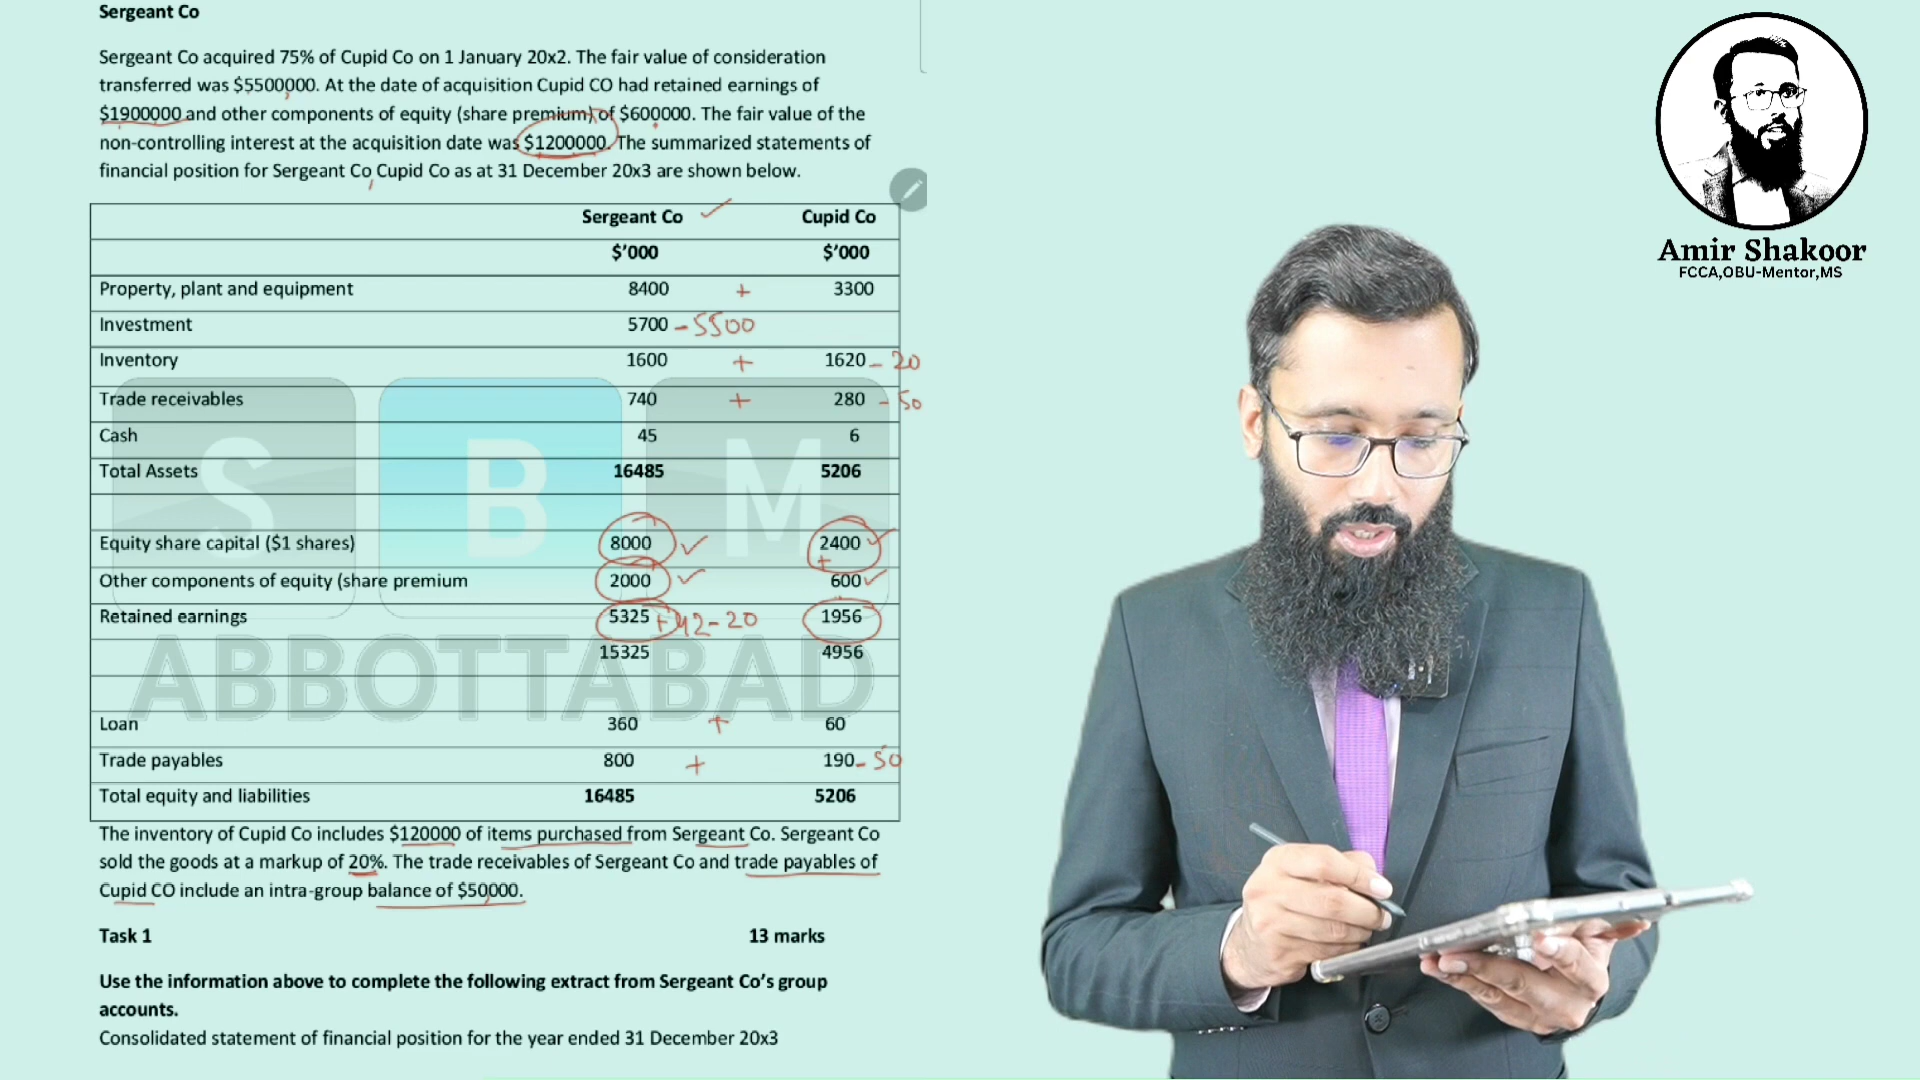 Sergeant Co
Sergeant Co acquired 75% of Cupid Co on 1 January 20x2. The fair value of consideration
transferred was $5500000. At the date of acquisition Cupid CO had retained earnings of
$1900000 and other components of equity (share premium) of $600000. The fair value of the
non-controlling interest at the acquisition date was $1200000. The summarized statements of
financial position for Sergeant Co Cupid Co as at 31 December 20x3 are shown below.
Sergeant Co Cupid Co
$’000 $’000
Property, plant and equipment 8400 + 3300
Investment 5700 - 5500
Inventory 1600 + 1620 - 20
Trade receivables 740 + 280 - 50
Cash 45 6
Total Assets 16485 5206
Equity share capital ($1 shares) 8000 2400 +
Other components of equity (share premium 2000 600
Retained earnings 5325 + 42 - 20 1956
15325 4956
Loan 360 + 60
Trade payables 800 + 190 - 50
Total equity and liabilities 16485 5206
The inventory of Cupid Co includes $120000 of items purchased from Sergeant Co. Sergeant Co
sold the goods at a markup of 20%. The trade receivables of Sergeant Co and trade payables of
Cupid CO include an intra-group balance of $50000.
Task 1 13 marks
Use the information above to complete the following extract from Sergeant Co’s group
accounts.
Consolidated statement of financial position for the year ended 31 December 20x3
S B M
ABBOTTABAD
Amir Shakoor
FCCA,OBU-Mentor,MS